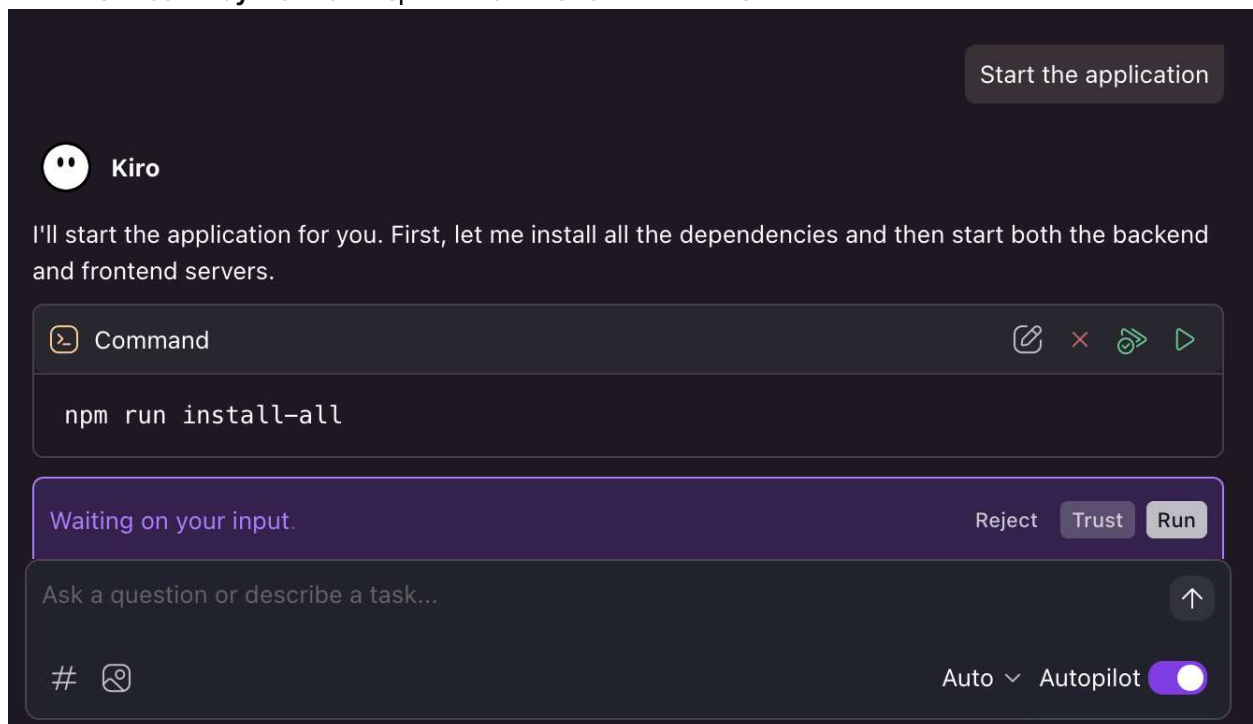 Start the application
Kiro
I'll start the application for you. First, let me install all the dependencies and then start both the backend
and frontend servers.
Command
npm run install-all
Waiting on your input.
Reject Trust Run
Ask a question or describe a task...
#
Auto Autopilot